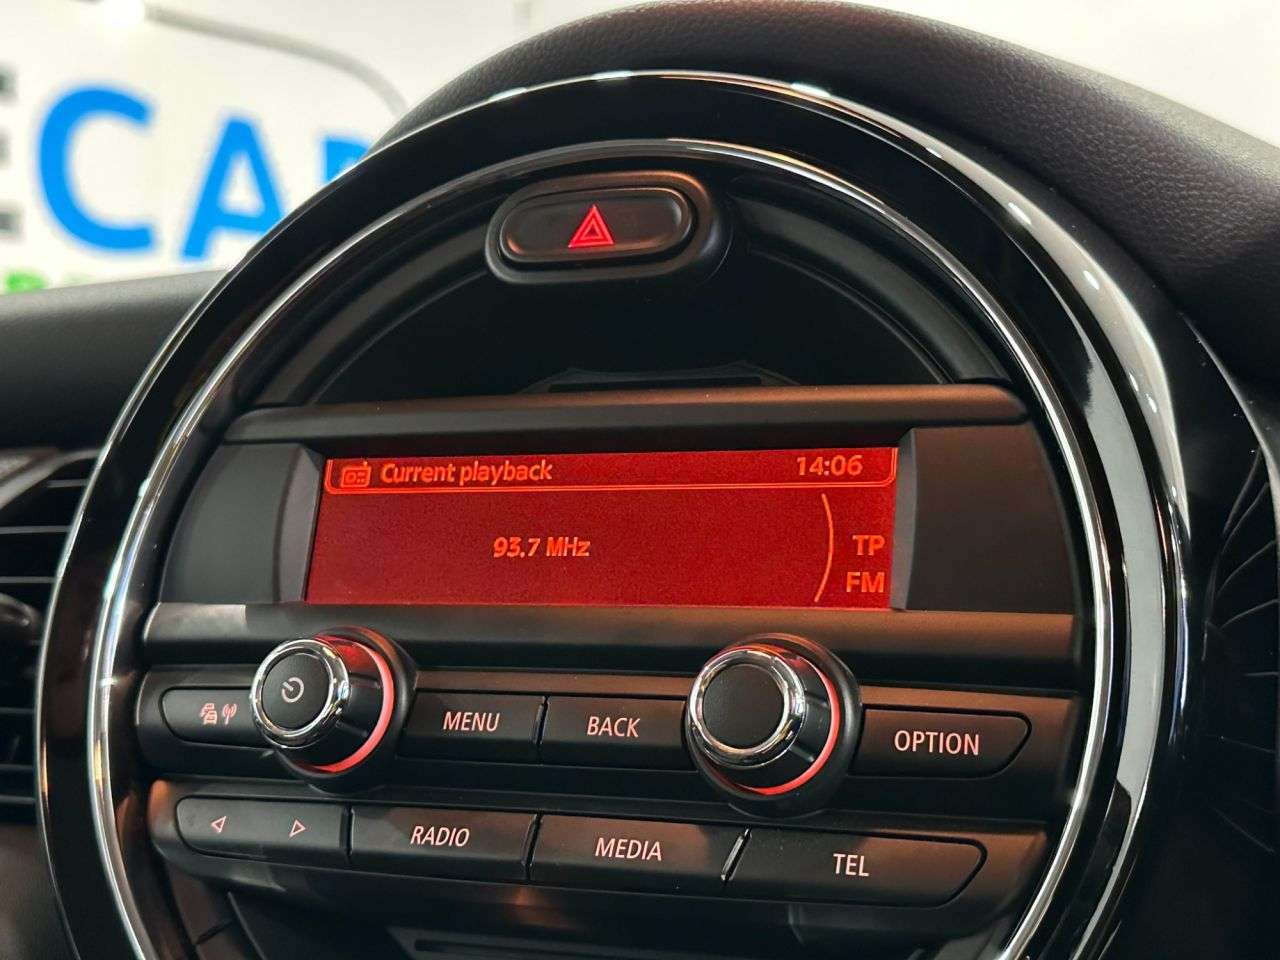 Current playback 14:06
93.7 MHz
TP
FM
MENU
BACK
OPTION
RADIO
MEDIA
TEL